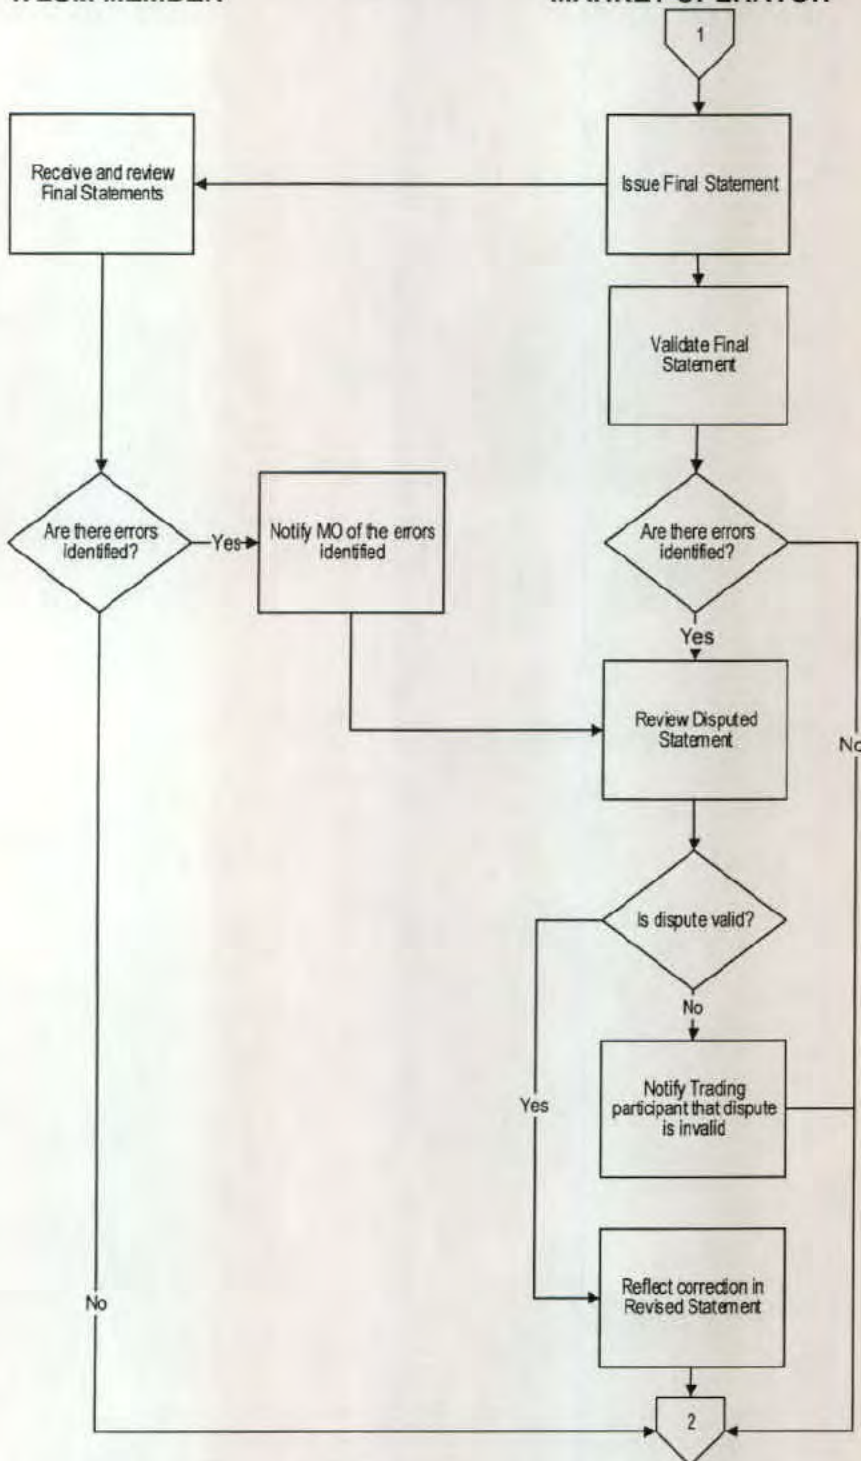 1
Receive and review
Final Statements
Issue Final Statement
Validate Final
Statement
Are there errors
identified?
Yes
Notify MO of the errors
identified
Are there errors
identified?
Yes
Review Disputed
Statement
No
Is dispute valid?
No
Yes
Notify Trading
participant that dispute
is invalid
No
Reflect correction in
Revised Statement
2